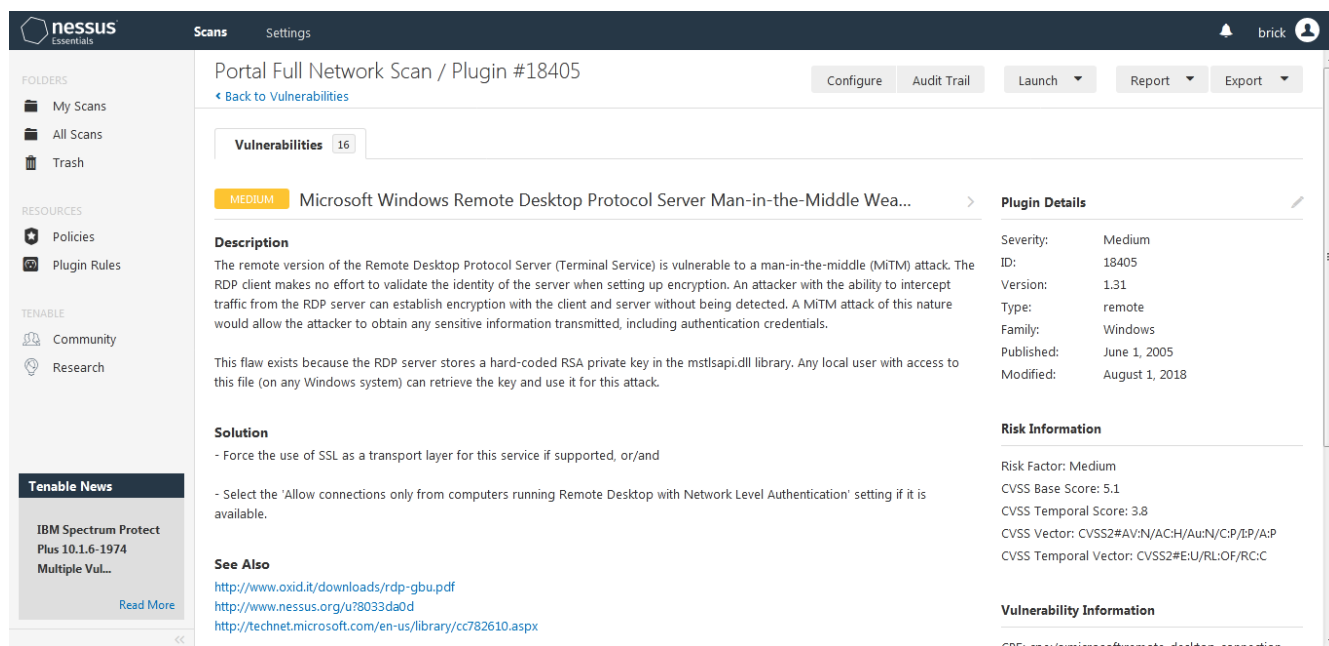 nessus
Essentials
Scans
Settings
brick
FOLDERS
My Scans
All Scans
Trash
RESOURCES
Policies
Plugin Rules
TENABLE
Community
Research
Tenable News
IBM Spectrum Protect
Plus 10.1.6-1974
Multiple Vul...
Read More
Portal Full Network Scan / Plugin #18405
Back to Vulnerabilities
Configure
Audit Trail
Launch
Report
Export
Vulnerabilities 16
MEDIUM
Microsoft Windows Remote Desktop Protocol Server Man-in-the-Middle Wea...
Description
The remote version of the Remote Desktop Protocol Server (Terminal Service) is vulnerable to a man-in-the-middle (MiTM) attack. The
RDP client makes no effort to validate the identity of the server when setting up encryption. An attacker with the ability to intercept
traffic from the RDP server can establish encryption with the client and server without being detected. A MiTM attack of this nature
would allow the attacker to obtain any sensitive information transmitted, including authentication credentials.
This flaw exists because the RDP server stores a hard-coded RSA private key in the mstlsapi.dll library. Any local user with access to
this file (on any Windows system) can retrieve the key and use it for this attack.
Solution
- Force the use of SSL as a transport layer for this service if supported, or/and
- Select the 'Allow connections only from computers running Remote Desktop with Network Level Authentication' setting if it is
available.
See Also
http://www.oxid.it/downloads/rdp-gbu.pdf
http://www.nessus.org/u?8033da0d
http://technet.microsoft.com/en-us/library/cc782610.aspx
Plugin Details
Severity: Medium
ID: 18405
Version: 1.31
Type: remote
Family: Windows
Published: June 1, 2005
Modified: August 1, 2018
Risk Information
Risk Factor: Medium
CVSS Base Score: 5.1
CVSS Temporal Score: 3.8
CVSS Vector: CVSS2#AV:N/AC:H/Au:N/C:P/I:P/A:P
CVSS Temporal Vector: CVSS2#E:U/RL:OF/RC:C
Vulnerability Information